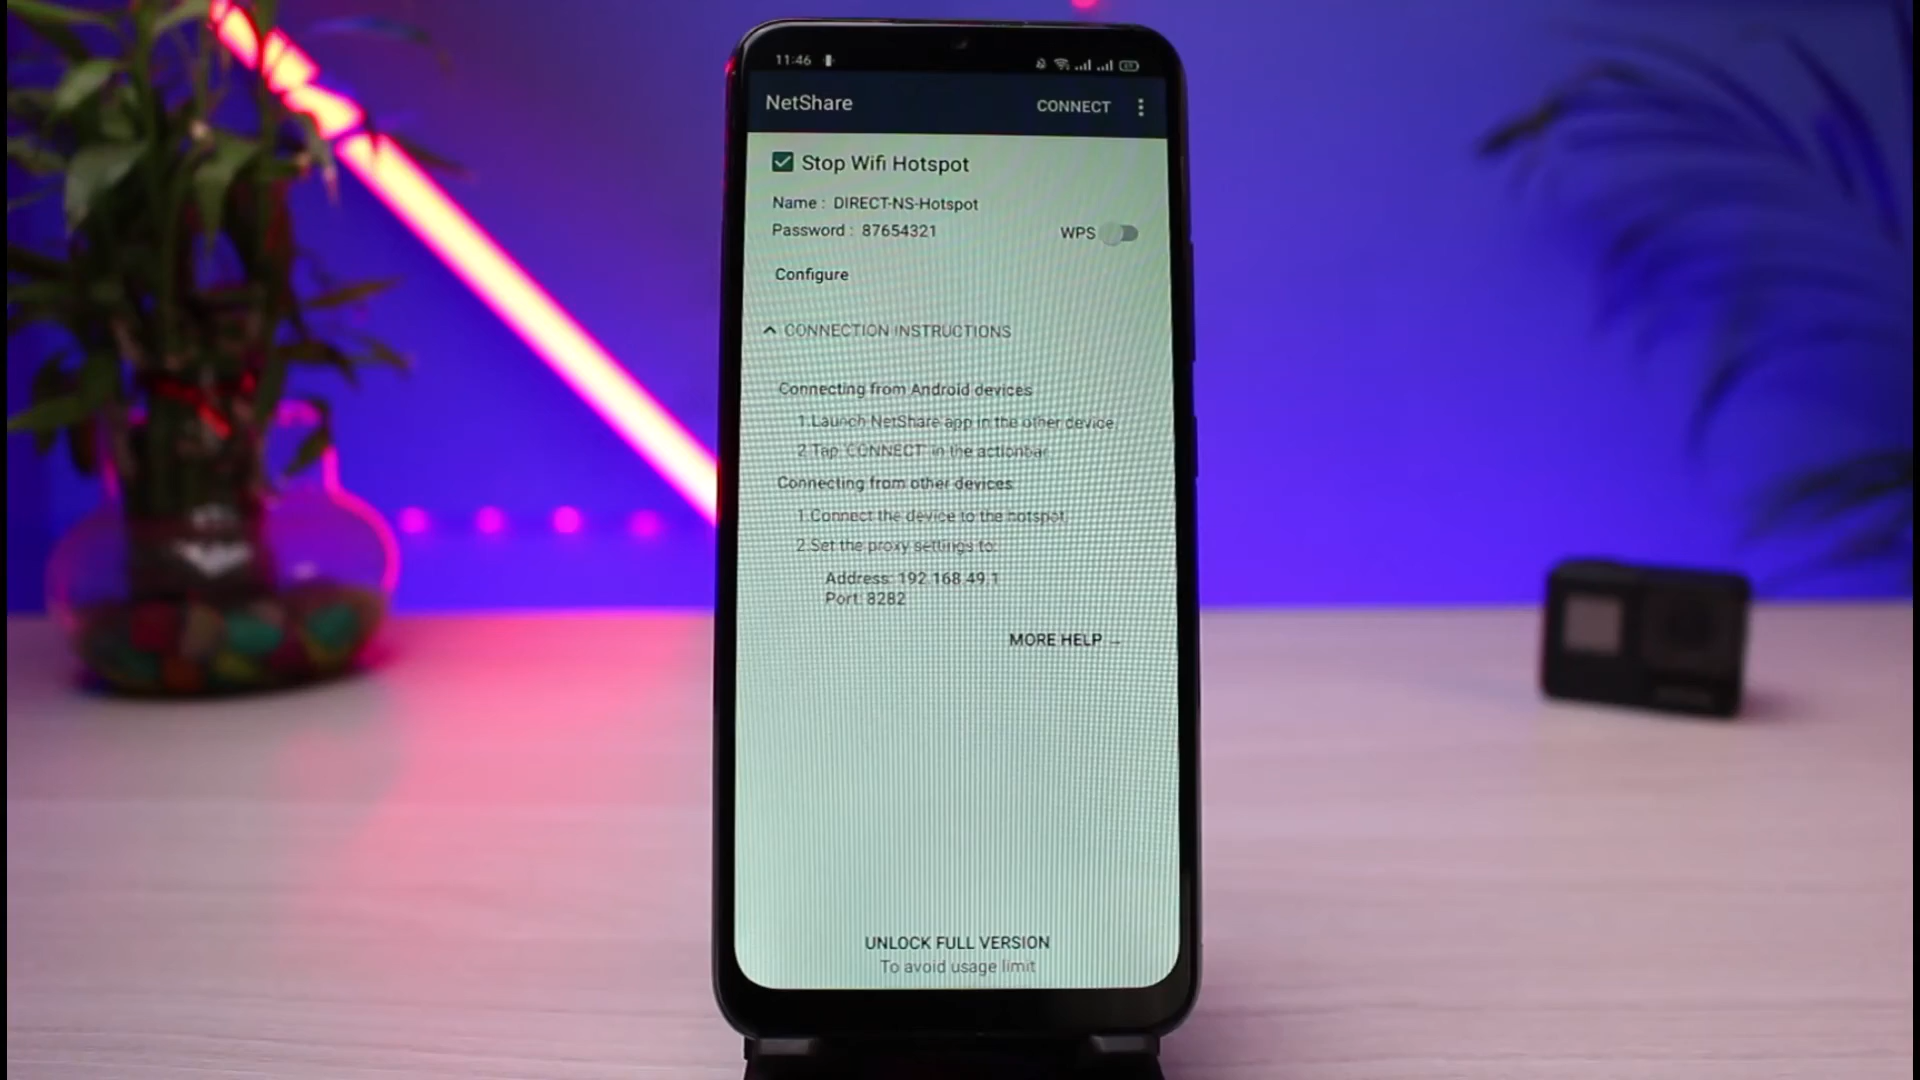 11:46
NetShare
CONNECT
Stop Wifi Hotspot
Name : DIRECT-NS-Hotspot
Password : 87654321
WPS
Configure
CONNECTION INSTRUCTIONS
Connecting from Android devices
1.Launch NetShare app in the other device.
2.Tap 'CONNECT' in the actionbar.
Connecting from other devices
1.Connect the device to the hotspot.
2.Set the proxy settings to:
Address: 192.168.49.1
Port: 8282
MORE HELP ...
UNLOCK FULL VERSION
To avoid usage limit